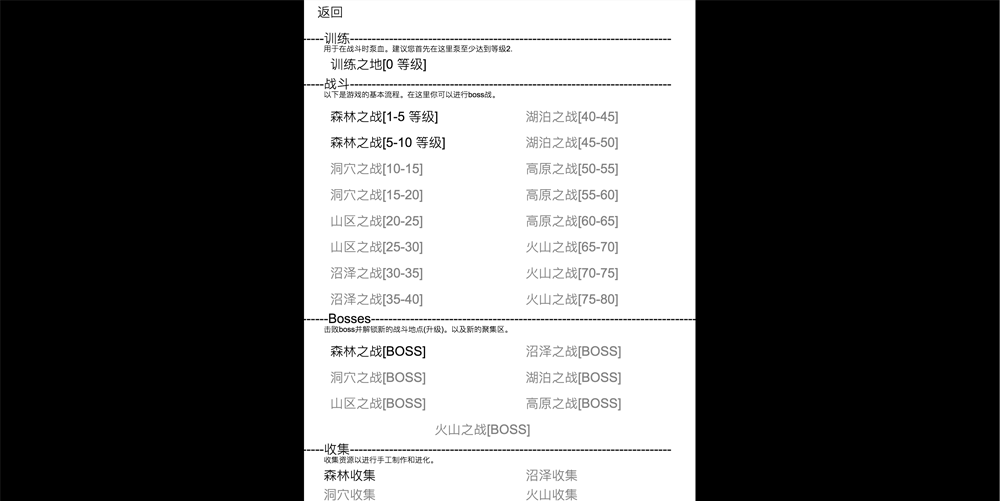 返回
-----训练--------------------------------------------------------------------------------
用于在战斗时泵血。建议您首先在这里泵至少达到等级2.
训练之地[0 等级]
-----战斗--------------------------------------------------------------------------------
以下是游戏的基本流程。在这里你可以进行boss战。
森林之战[1-5 等级] 湖泊之战[40-45]
森林之战[5-10 等级] 湖泊之战[45-50]
洞穴之战[10-15] 高原之战[50-55]
洞穴之战[15-20] 高原之战[55-60]
山区之战[20-25] 高原之战[60-65]
山区之战[25-30] 火山之战[65-70]
沼泽之战[30-35] 火山之战[70-75]
沼泽之战[35-40] 火山之战[75-80]
------Bosses---------------------------------------------------------------------------------
击败boss并解锁新的战斗地点(升级)。以及新的聚集区。
森林之战[BOSS] 沼泽之战[BOSS]
洞穴之战[BOSS] 湖泊之战[BOSS]
山区之战[BOSS] 高原之战[BOSS]
火山之战[BOSS]
-----收集--------------------------------------------------------------------------------
收集资源以进行手工制作和进化。
森林收集 沼泽收集
洞穴收集 火山收集